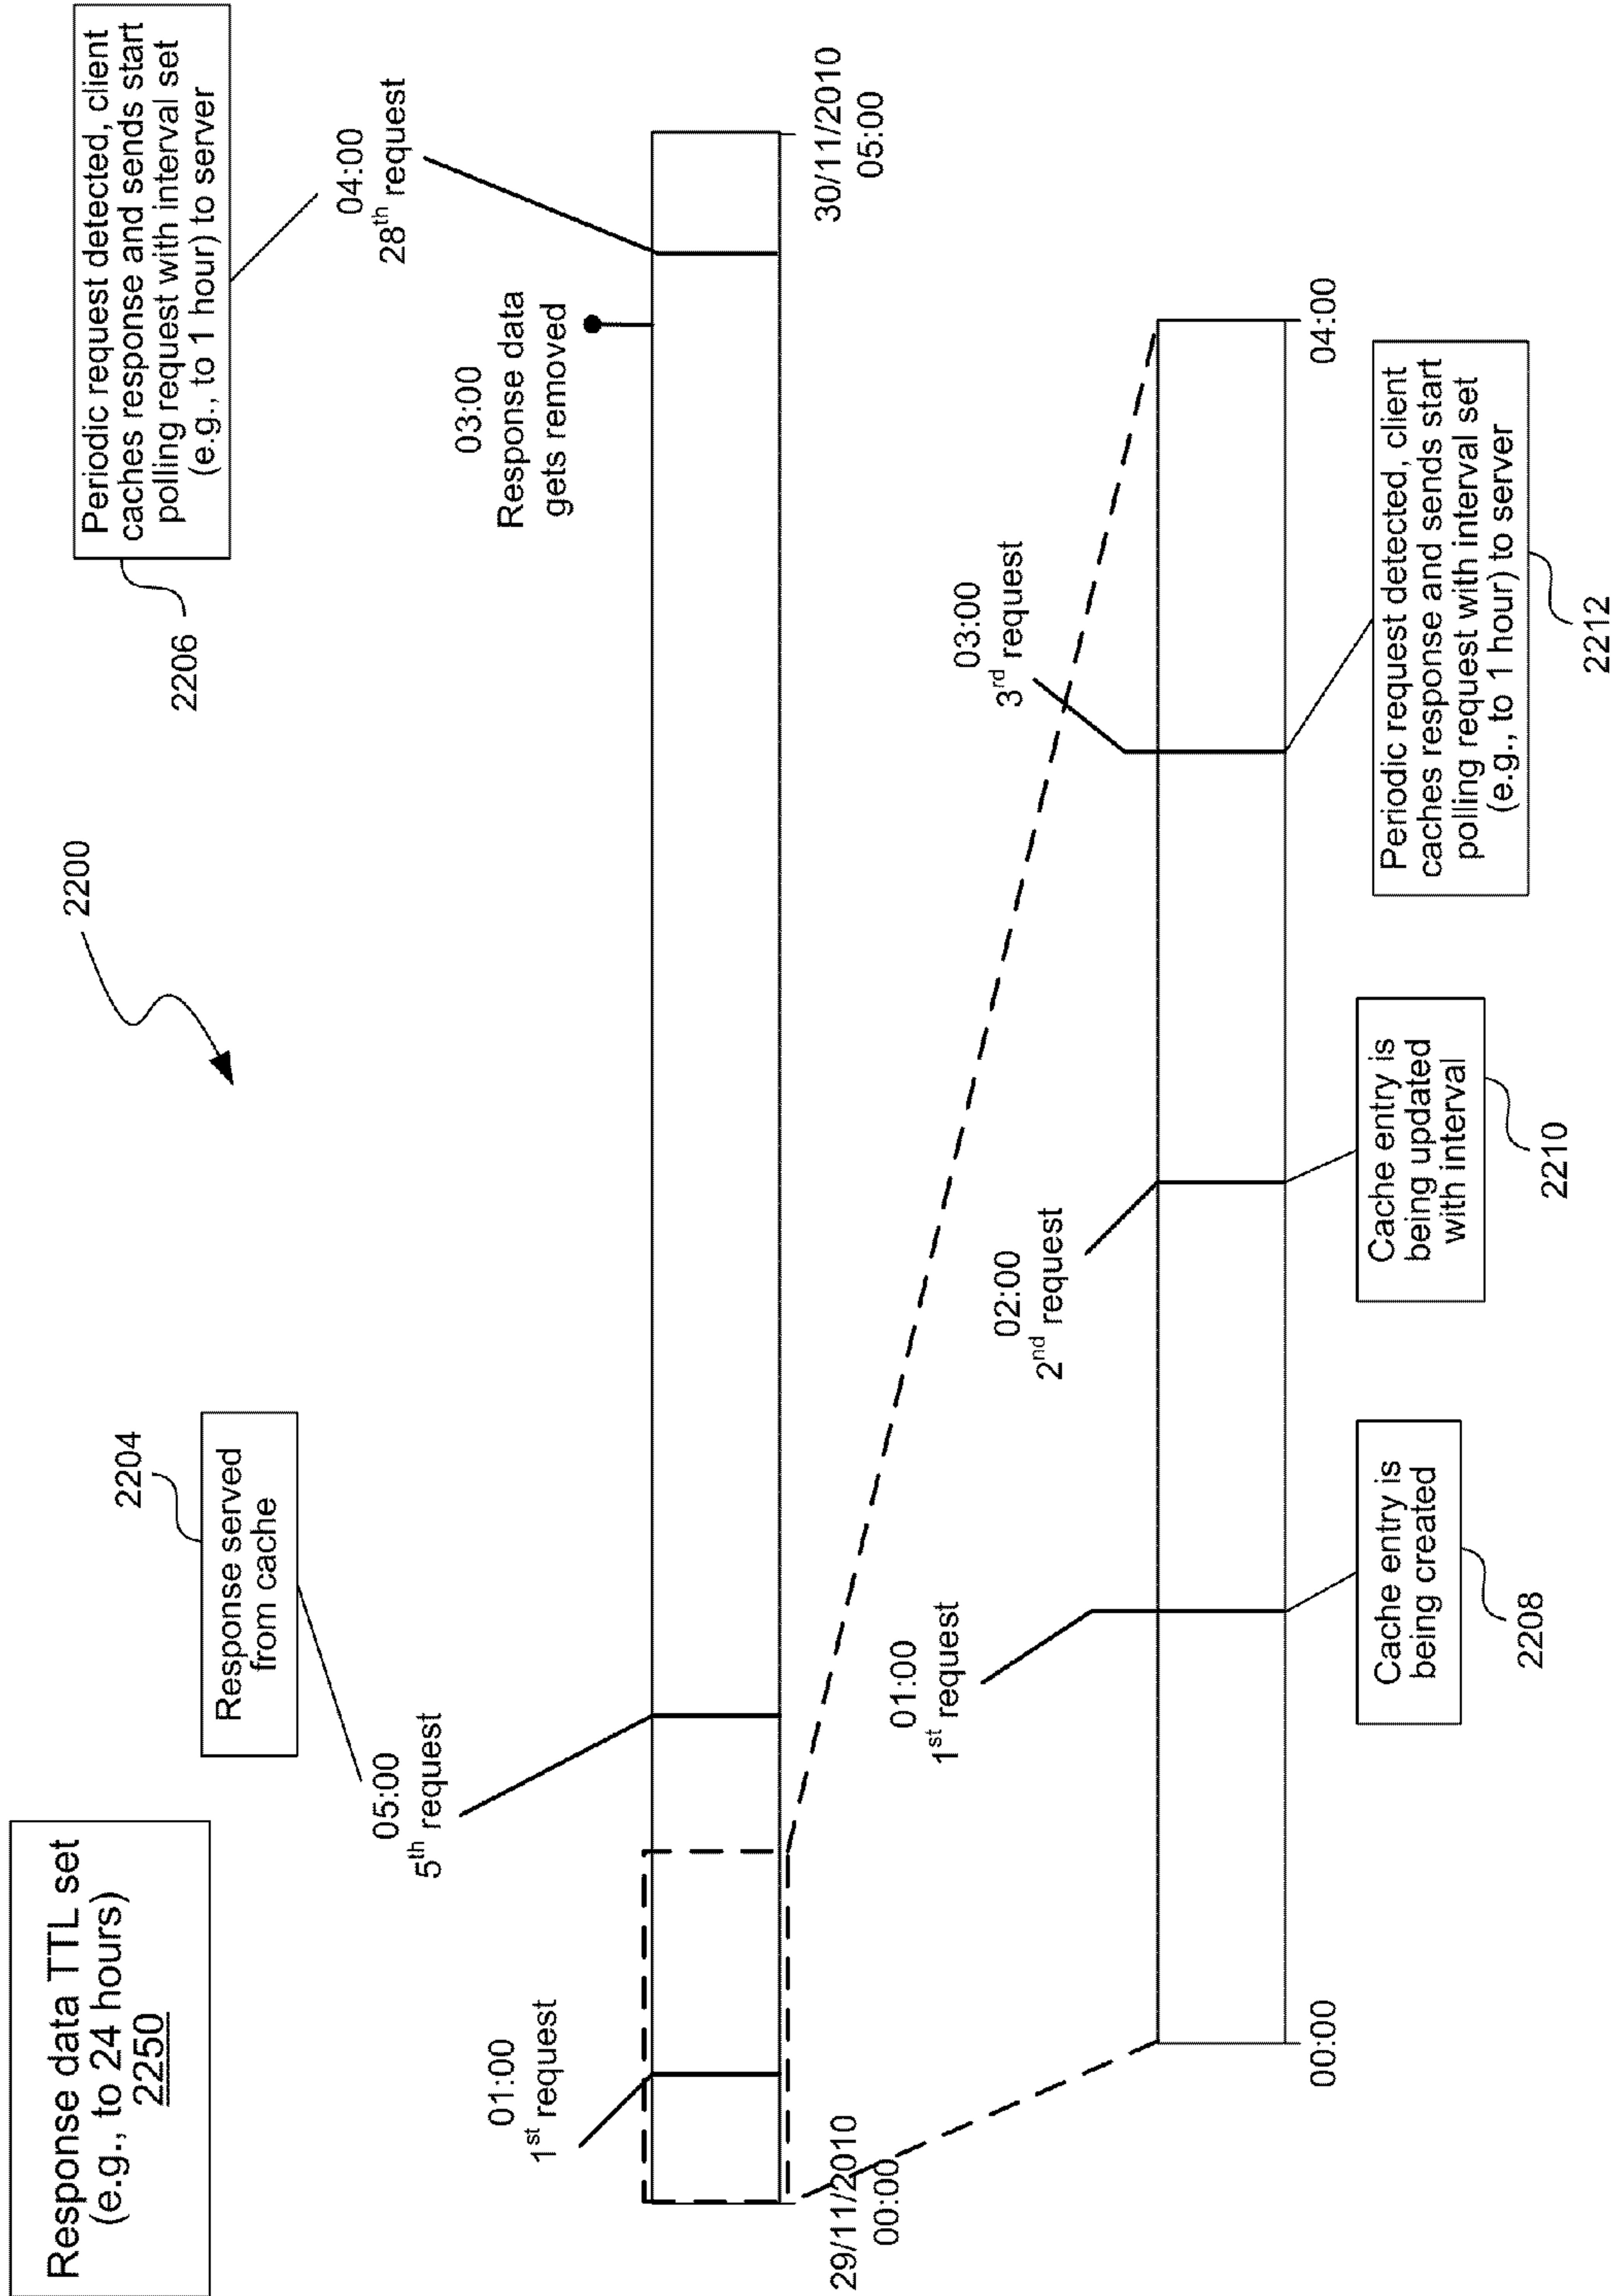 Response data TTL set
(e.g., to 24 hours)
2250
2204
Response served
from cache
2200
2206
Periodic request detected, client
caches response and sends start
polling request with interval set
(e.g., to 1 hour) to server
01:00
1st request
05:00
5th request
03:00
Response data
gets removed
04:00
28th request
29/11/2010
00:00
30/11/2010
05:00
01:00
1st request
02:00
2nd request
03:00
3rd request
00:00
04:00
Cache entry is
being created
2208
Cache entry is
being updated
with interval
2210
Periodic request detected, client
caches response and sends start
polling request with interval set
(e.g., to 1 hour) to server
2212